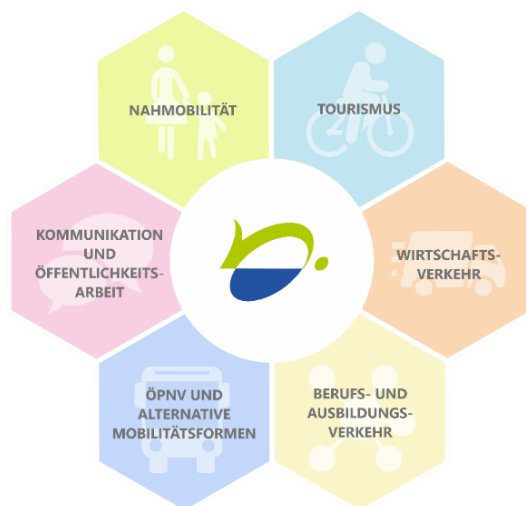 NAHMOBILITÄT
TOURISMUS
KOMMUNIKATION
UND
ÖFFENTLICHKEITS-
ARBEIT
WIRTSCHAFTS-
VERKEHR
ÖPNV UND
ALTERNATIVE
MOBILITÄTSFORMEN
BERUFS- UND
AUSBILDUNGS-
VERKEHR